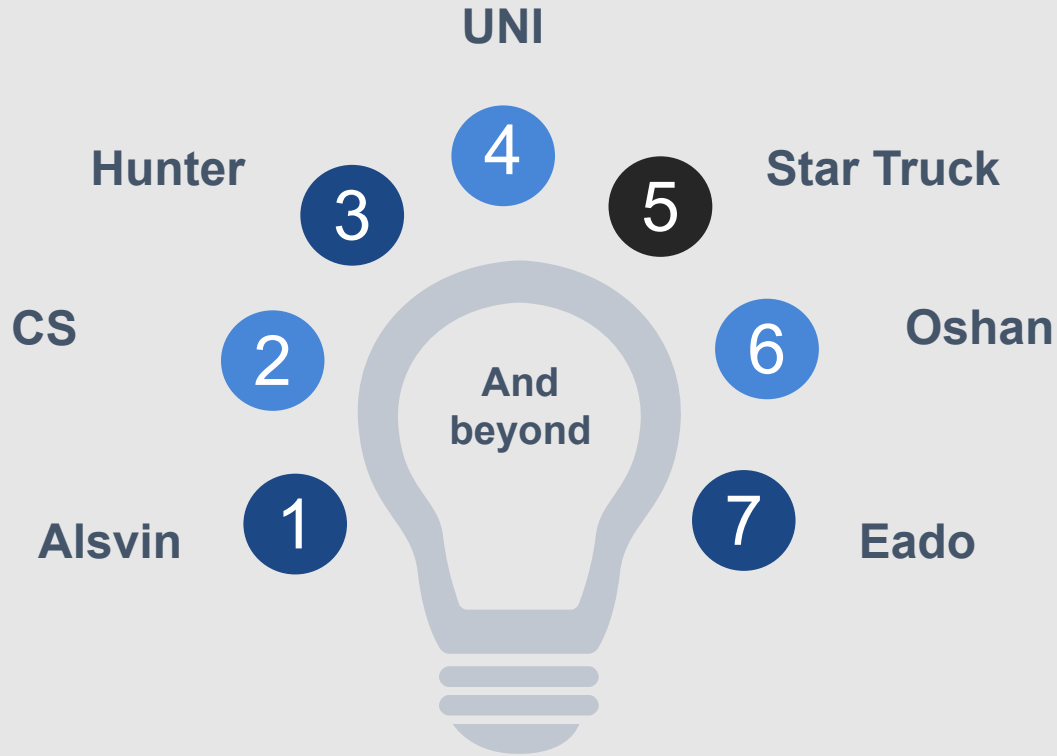 UNI
4
Hunter
3
5
Star Truck
CS
2
And
beyond
6
Oshan
Alsvin
1
7
Eado